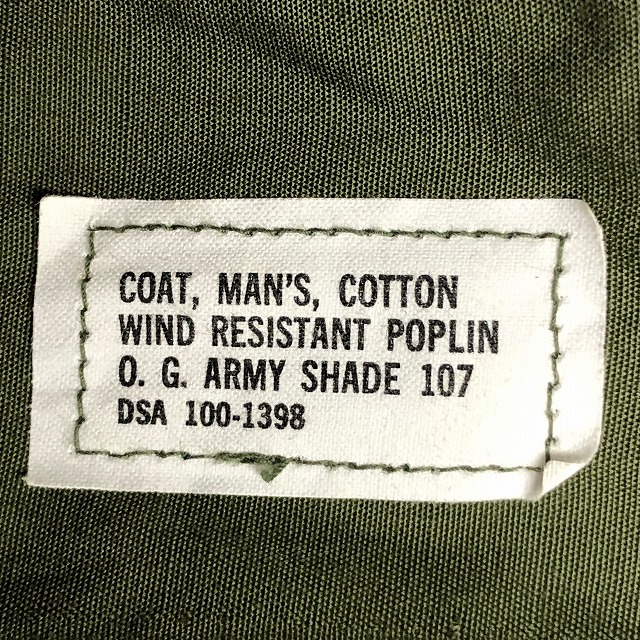 COAT, MAN'S, COTTON
WIND RESISTANT POPLIN
O. G. ARMY SHADE 107
DSA 100-1398